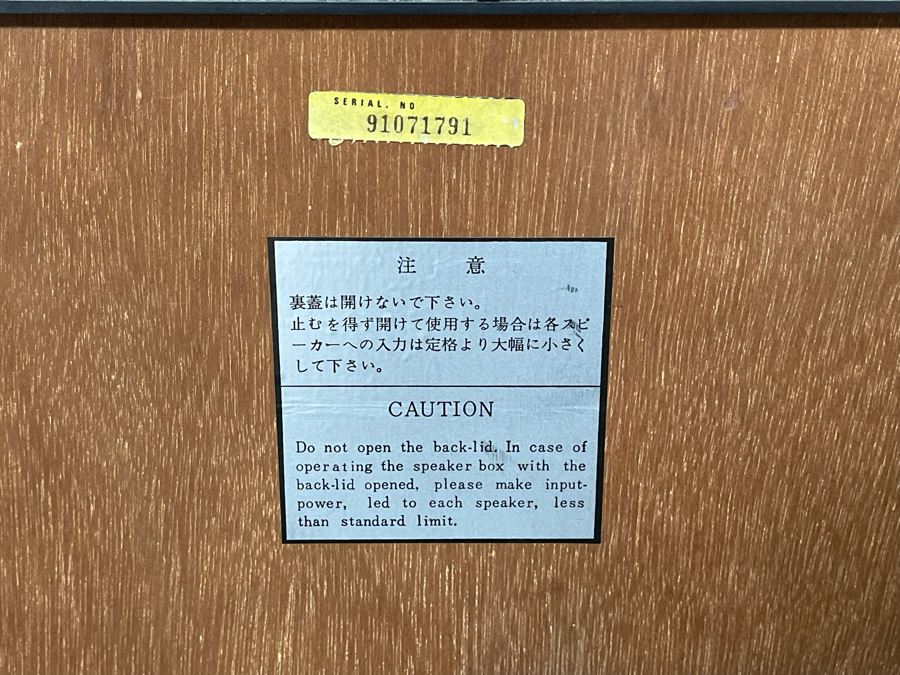 SERIAL. NO
91071791
注 意
裏蓋は開けないで下さい。
止むを得ず開けて使用する場合は各スピ
ーカーへの入力は定格より大幅に小さく
して下さい。
CAUTION
Do not open the back-lid. In case of
operating the speaker box with the
back-lid opened, please make input-
power, led to each speaker, less
than standard limit.